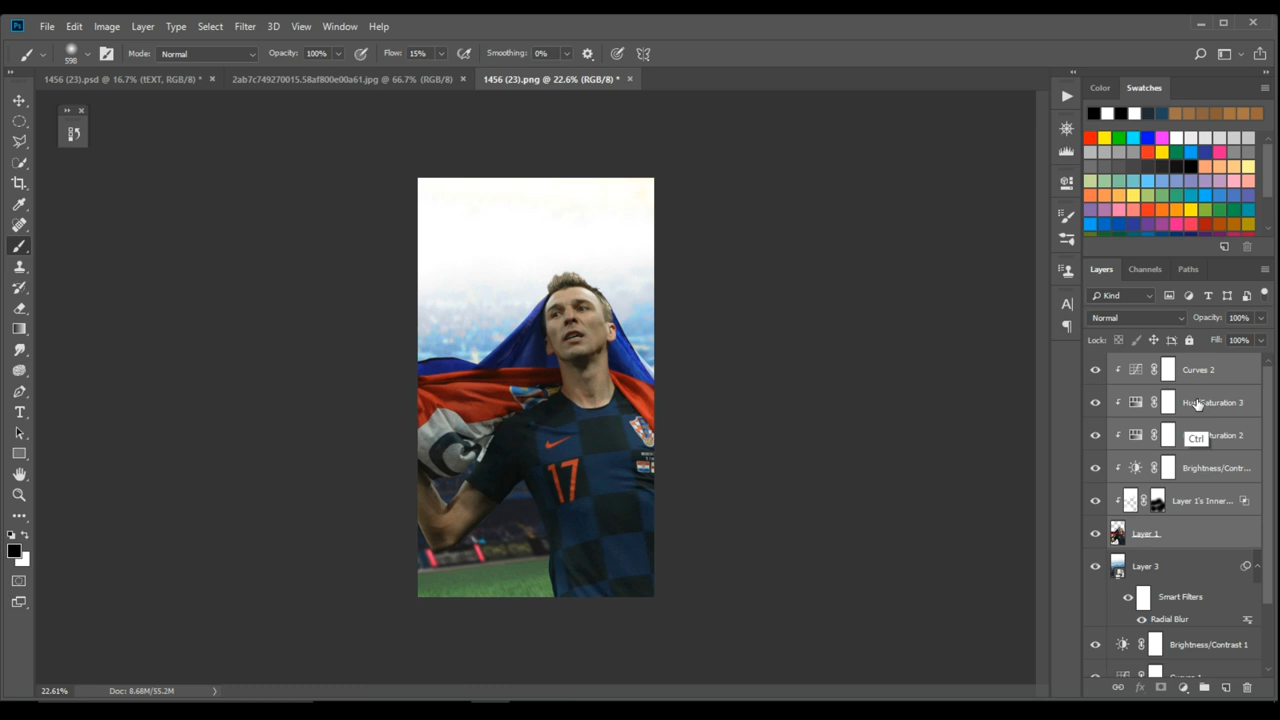 Ps File Edit Image Layer Type Select Filter 3D View Window Help
598 Mode: Normal Opacity: 100% Flow: 15% Smoothing: 0%
1456 (23).psd @ 16.7% (tEXT, RGB/8) * × 2ab7c749270015.58af800e00a61.jpg @ 66.7% (RGB/8) × 1456 (23).png @ 22.6% (RGB/8) * ×
Color Swatches
Layers Channels Paths
Kind
Normal Opacity: 100%
Lock: Fill: 100%
Curves 2
Saturation 3
Ctrl
Brightness/Contr...
Layer 1's Inner...
Layer 1
Layer 3
Smart Filters
Radial Blur
Brightness/Contrast 1
17
22.61% Doc: 8.68M/55.2M